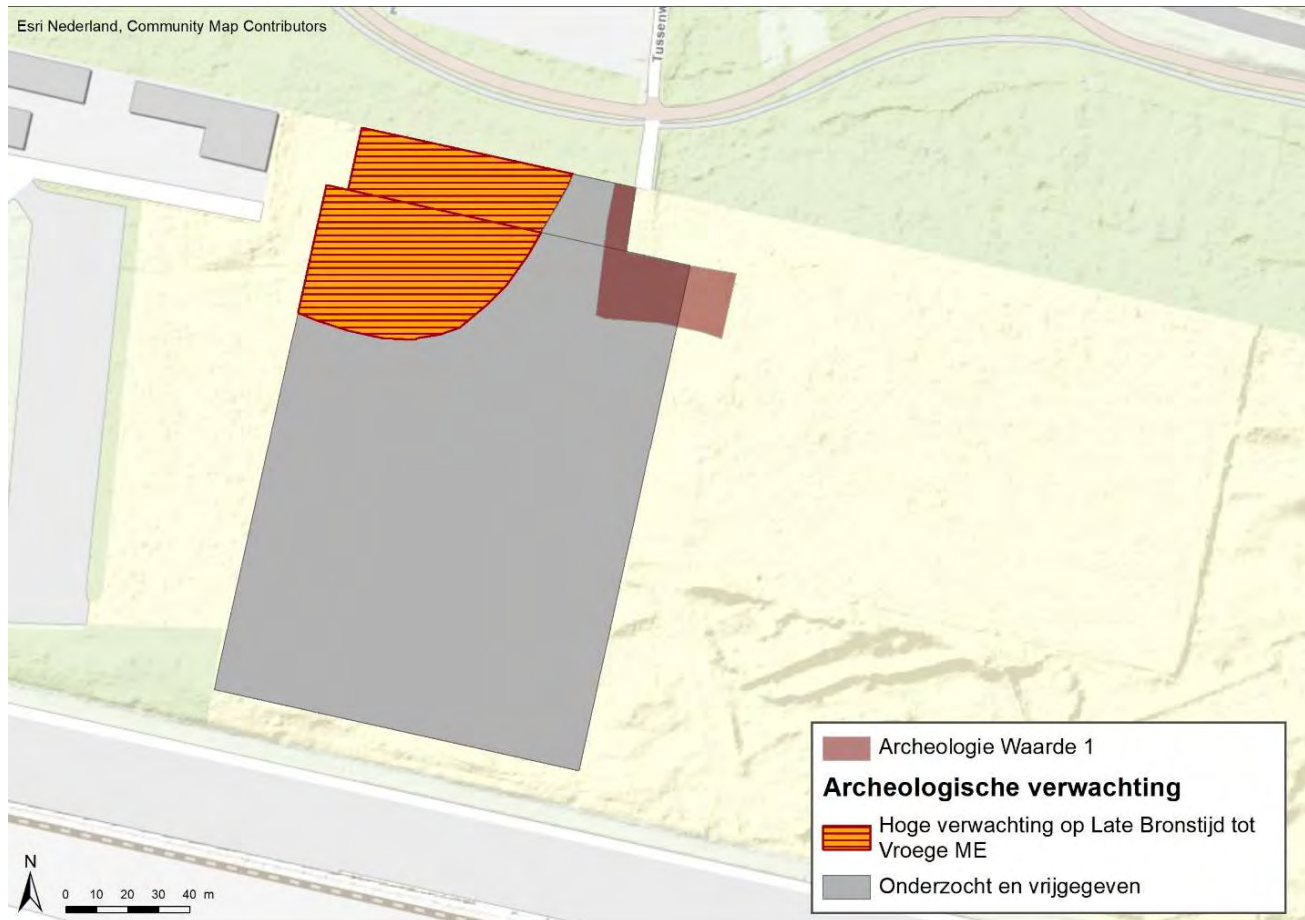 Esri Nederland, Community Map Contributors
Archeologie Waarde 1
Archeologische verwachting
Hoge verwachting op Late Bronstijd tot
Vroege ME
Onderzocht en vrijgegeven
N
0 10 20 30 40 m